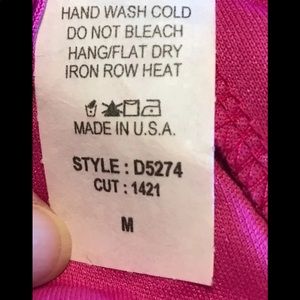 HAND WASH COLD
DO NOT BLEACH
HANG/FLAT DRY
IRON ROW HEAT
MADE IN U.S.A.
STYLE : D5274
CUT : 1421
M